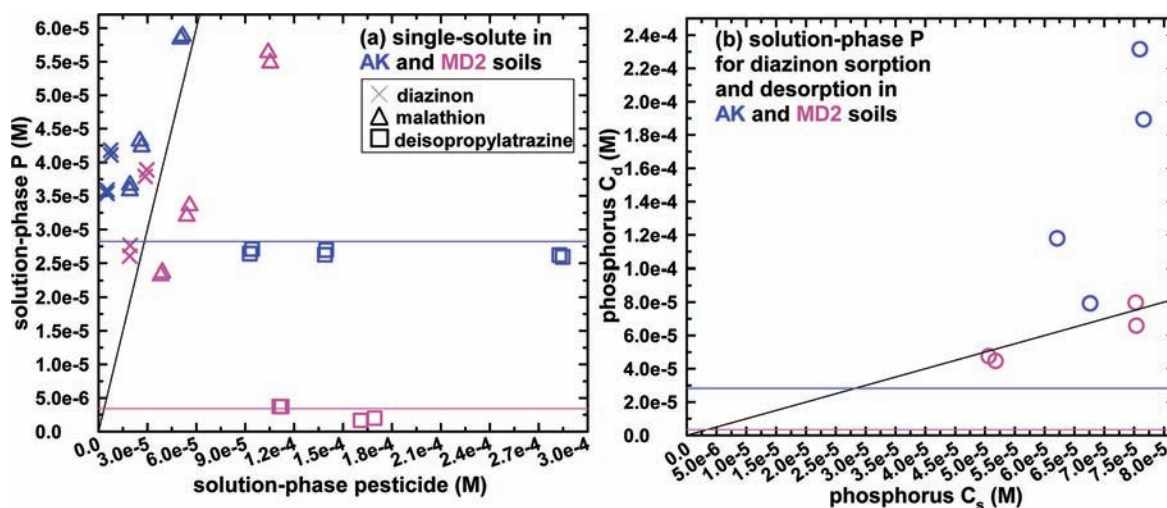 (a) single-solute in
AK and MD2 soils
diazinon
malathion
deisopropylatrazine
solution-phase P (M)
6.0e-5
5.5e-5
5.0e-5
4.5e-5
4.0e-5
3.5e-5
3.0e-5
2.5e-5
2.0e-5
1.5e-5
1.0e-5
5.0e-6
0.0
0.0 3.0e-5 6.0e-5 9.0e-5 1.2e-4 1.5e-4 1.8e-4 2.1e-4 2.4e-4 2.7e-4 3.0e-4
solution-phase pesticide (M)
(b) solution-phase P
for diazinon sorption
and desorption in
AK and MD2 soils
phosphorus Cd (M)
2.4e-4
2.2e-4
2.0e-4
1.8e-4
1.6e-4
1.4e-4
1.2e-4
1.0e-4
8.0e-5
6.0e-5
4.0e-5
2.0e-5
0.0
0.0 5.0e-6 1.0e-5 1.5e-5 2.0e-5 2.5e-5 3.0e-5 3.5e-5 4.0e-5 4.5e-5 5.0e-5 5.5e-5 6.0e-5 6.5e-5 7.0e-5 7.5e-5 8.0e-5
phosphorus Cs (M)